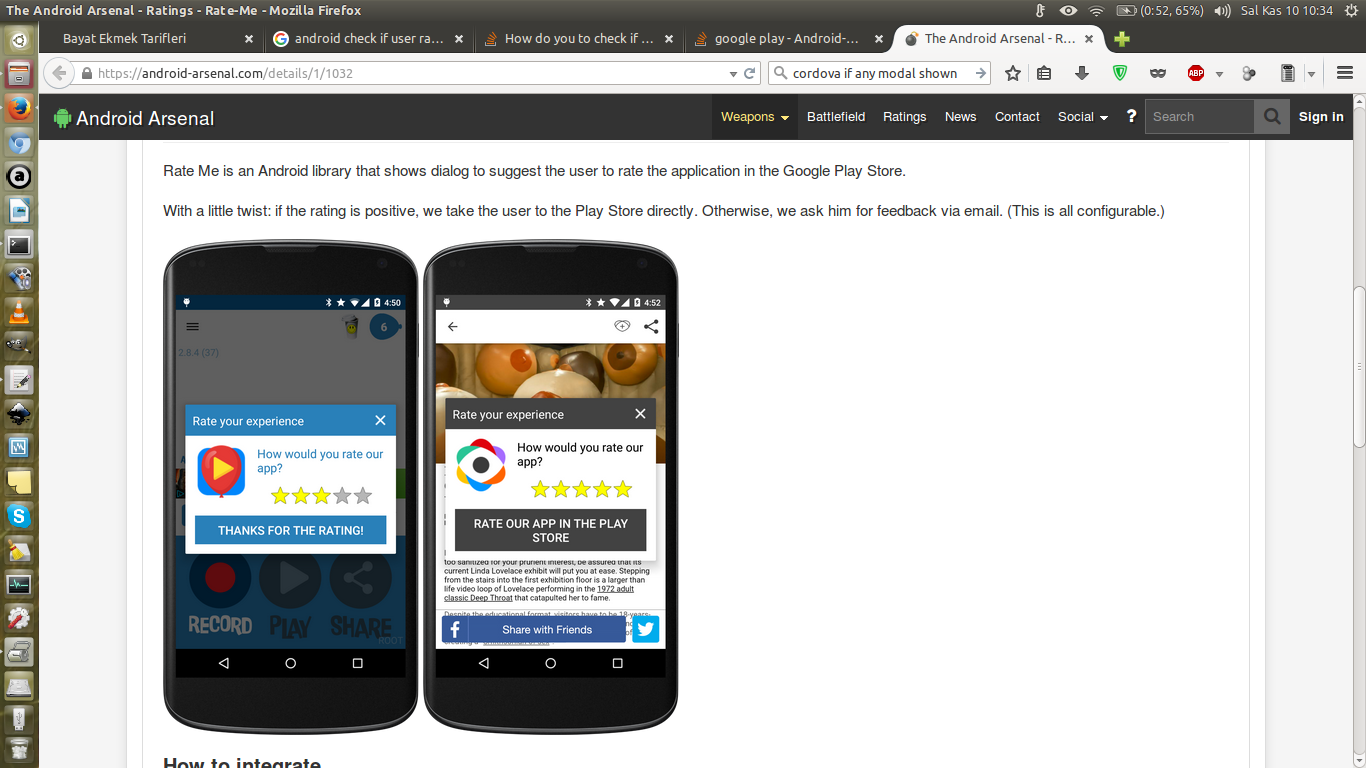 The Android Arsenal - Ratings - Rate-Me - Mozilla Firefox
(0:52, 65%)
Sal Kas 10 10:34
Bayat Ekmek Tarifleri
android check if user ra...
How do you to check if ...
google play - Android-...
The Android Arsenal - R...
https://android-arsenal.com/details/1/1032
cordova if any modal shown
ABP
Android Arsenal
Weapons
Battlefield
Ratings
News
Contact
Social
?
Search
Sign in
Rate Me is an Android library that shows dialog to suggest the user to rate the application in the Google Play Store.
With a little twist: if the rating is positive, we take the user to the Play Store directly. Otherwise, we ask him for feedback via email. (This is all configurable.)
4:50
6
2.8.4 (37)
Rate your experience
How would you rate our
app?
THANKS FOR THE RATING!
RECORD
PLAY
SHARE
ROOT
4:52
Rate your experience
How would you rate our
app?
RATE OUR APP IN THE PLAY
STORE
too sanitized for your prurient interest, be assured that its
current Linda Lovelace exhibit will put you at ease. Stepping
from the stairs into the first exhibition floor is a larger than
life video loop of Lovelace performing in the 1972 adult
classic Deep Throat that catapulted her to fame.
Despite the educational format, visitors have to be 18-years-
Share with Friends
of
How to integrate